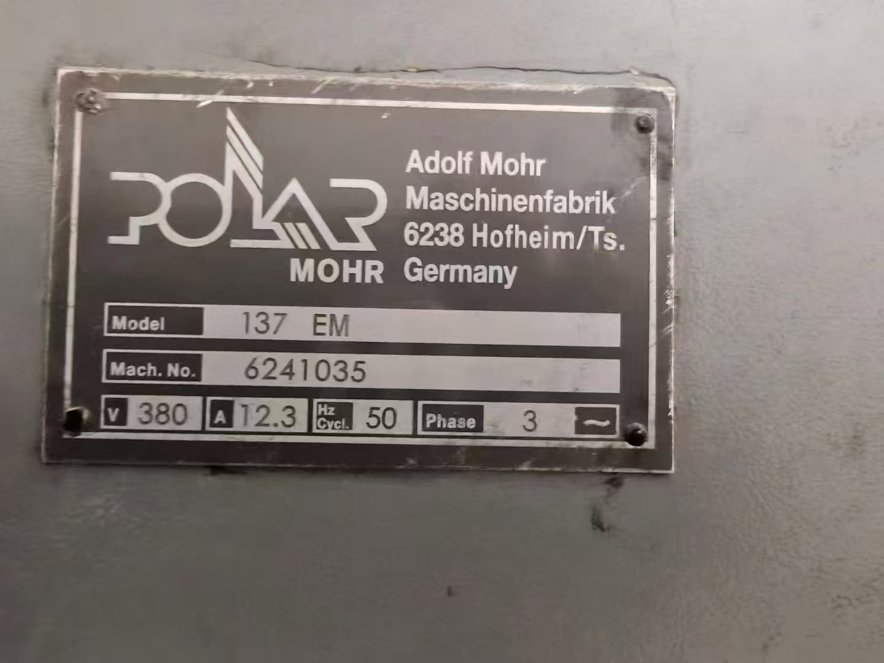 POLAR
MOHR
Adolf Mohr
Maschinenfabrik
6238 Hofheim/Ts.
Germany
Model 137 EM
Mach. No. 6241035
V 380 A 12.3 Hz Cycl. 50 Phase 3 ~